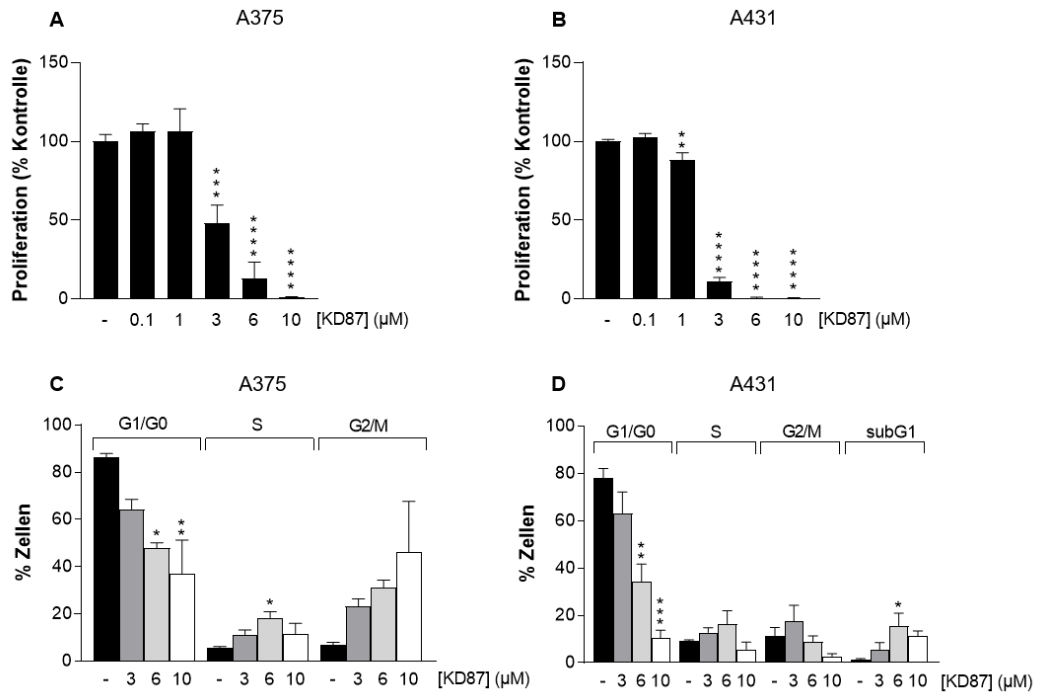 A
A375
Proliferation (% Kontrolle)
150
100
50
0
***
****
****
- 0.1 1 3 6 10 [KD87] (µM)
B
A431
Proliferation (% Kontrolle)
150
100
50
0
**
****
****
****
- 0.1 1 3 6 10 [KD87] (µM)
C
A375
% Zellen
100
80
60
40
20
0
G1/G0 S G2/M
*
**
*
- 3 6 10 - 3 6 10 - 3 6 10 [KD87] (µM)
D
A431
% Zellen
100
80
60
40
20
0
G1/G0 S G2/M subG1
**
***
*
- 3 6 10 - 3 6 10 - 3 6 10 - 3 6 10 [KD87] (µM)